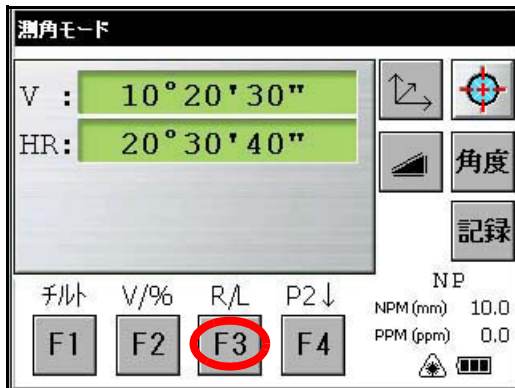 測角モード
V : 10°20'30"
HR: 20°30'40"
角度
記録
チルト V/% R/L P2↓
F1 F2 F3 F4
NP
NPM (mm) 10.0
PPM (ppm) 0.0